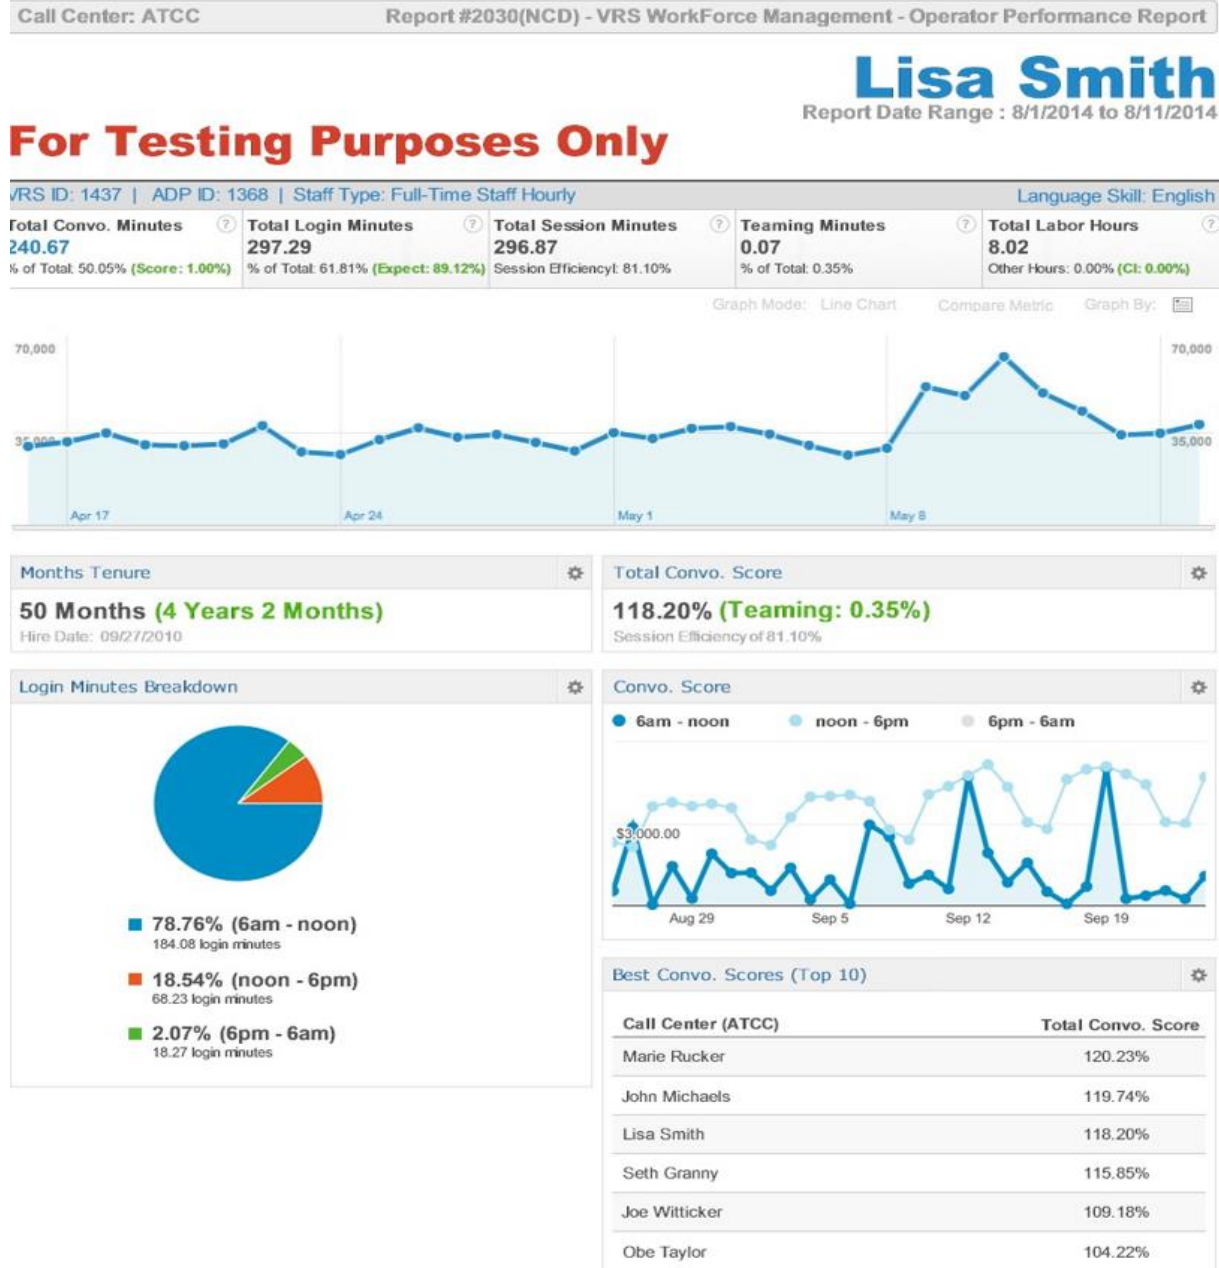 Call Center: ATCC
Report #2030(NCD) - VRS WorkForce Management - Operator Performance Report
Lisa Smith
Report Date Range : 8/1/2014 to 8/11/2014
For Testing Purposes Only
VRS ID: 1437 | ADP ID: 1368 | Staff Type: Full-Time Staff Hourly
Language Skill: English
Total Convo. Minutes ?
240.67
% of Total: 50.05% (Score: 1.00%)
Total Login Minutes ?
297.29
% of Total: 61.81% (Expect: 89.12%)
Total Session Minutes ?
296.87
Session Efficiencyl: 81.10%
Teaming Minutes ?
0.07
% of Total: 0.35%
Total Labor Hours ?
8.02
Other Hours: 0.00% (CI: 0.00%)
Graph Mode: Line Chart Compare Metric Graph By:
70,000 70,000
35,000 35,000
Apr 17 Apr 24 May 1 May 8
Months Tenure
50 Months (4 Years 2 Months)
Hire Date: 09/27/2010
Total Convo. Score
118.20% (Teaming: 0.35%)
Session Efficiency of 81.10%
Login Minutes Breakdown
78.76% (6am - noon)
184.08 login minutes
18.54% (noon - 6pm)
68.23 login minutes
2.07% (6pm - 6am)
18.27 login minutes
Convo. Score
6am - noon noon - 6pm 6pm - 6am
$3,000.00
Aug 29 Sep 5 Sep 12 Sep 19
Best Convo. Scores (Top 10)
Call Center (ATCC) Total Convo. Score
Marie Rucker 120.23%
John Michaels 119.74%
Lisa Smith 118.20%
Seth Granny 115.85%
Joe Witticker 109.18%
Obe Taylor 104.22%